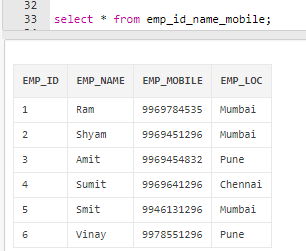 32
33 select * from emp_id_name_mobile;
EMP_ID EMP_NAME EMP_MOBILE EMP_LOC
1 Ram 9969784535 Mumbai
2 Shyam 9969451296 Mumbai
3 Amit 9969454832 Pune
4 Sumit 9969641296 Chennai
5 Smit 9946131296 Mumbai
6 Vinay 9978551296 Pune